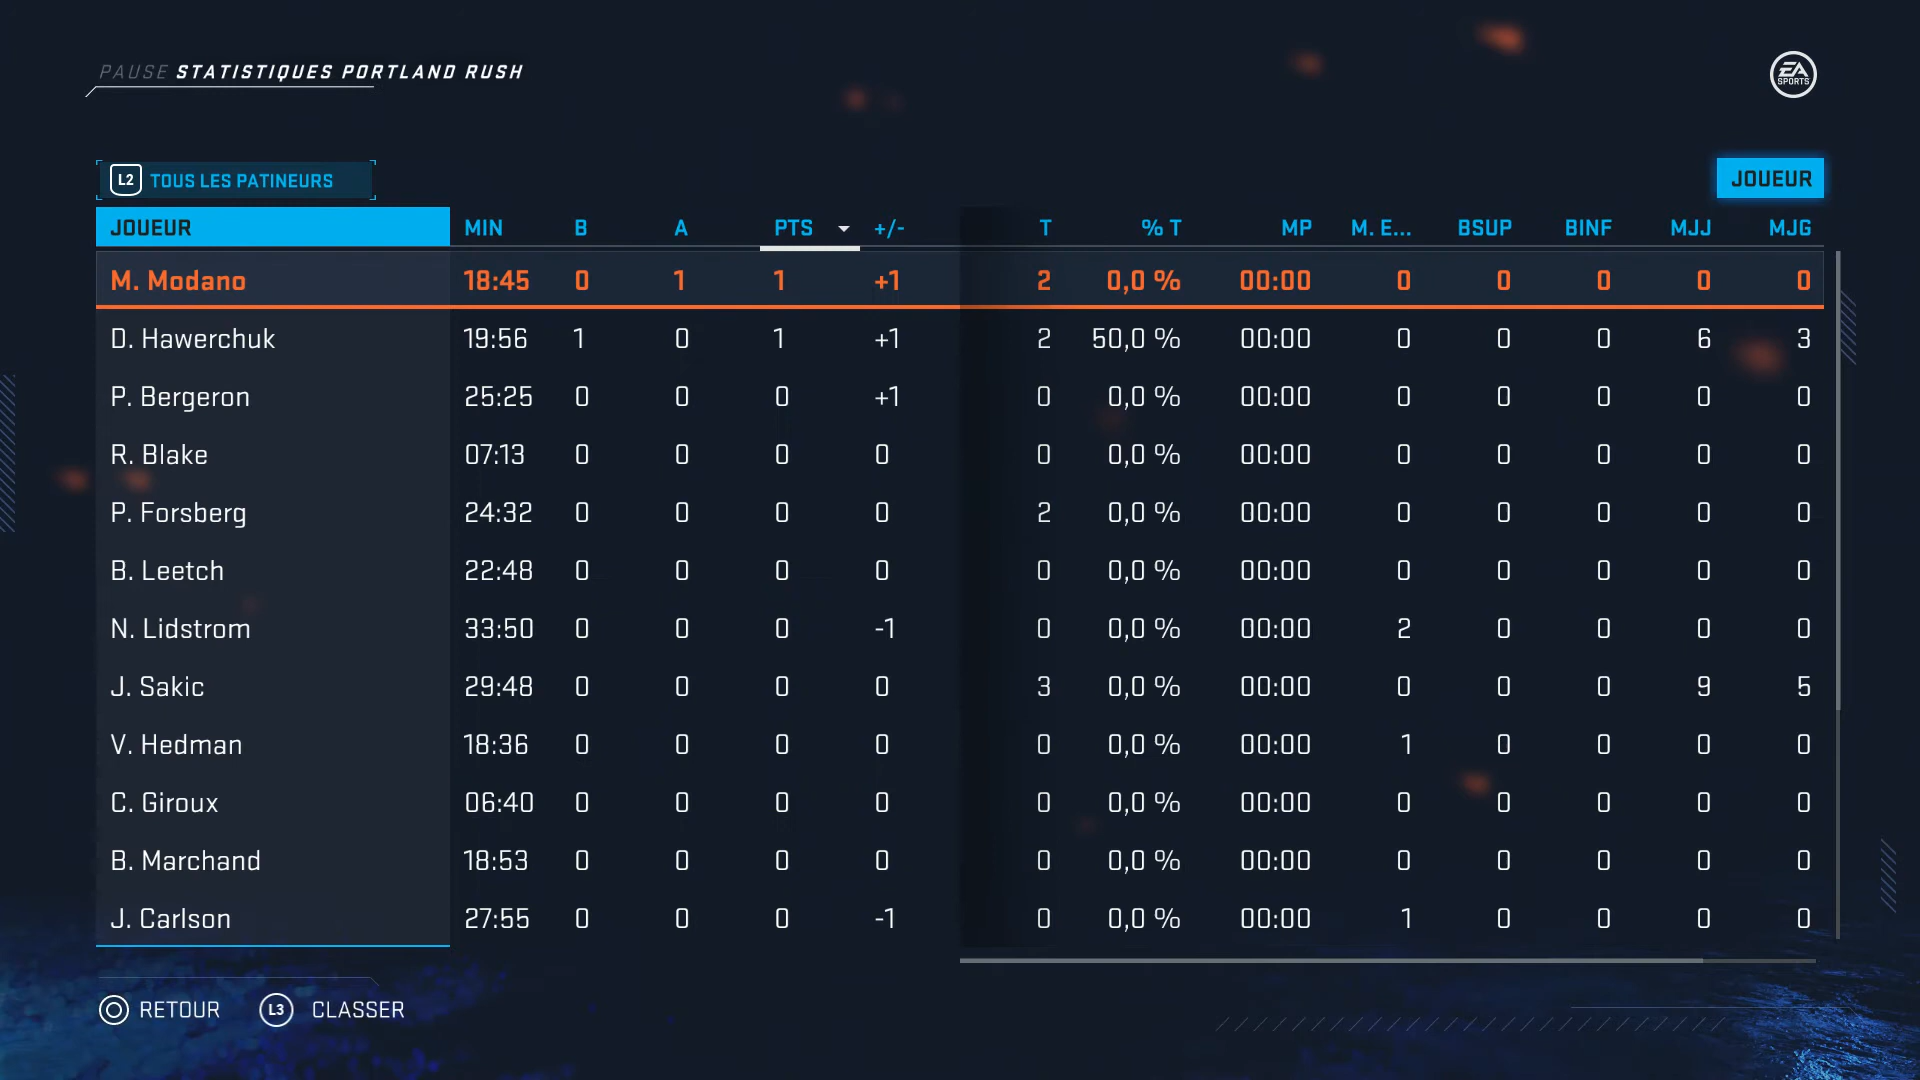 PAUSE STATISTIQUES PORTLAND RUSH
EA SPORTS
L2 TOUS LES PATINEURS
JOUEUR
JOUEUR MIN B A PTS +/- T % T MP M. E... BSUP BINF MJJ MJG
M. Modano 18:45 0 1 1 +1 2 0,0 % 00:00 0 0 0 0 0
D. Hawerchuk 19:56 1 0 1 +1 2 50,0 % 00:00 0 0 0 6 3
P. Bergeron 25:25 0 0 0 +1 0 0,0 % 00:00 0 0 0 0 0
R. Blake 07:13 0 0 0 0 0 0,0 % 00:00 0 0 0 0 0
P. Forsberg 24:32 0 0 0 0 2 0,0 % 00:00 0 0 0 0 0
B. Leetch 22:48 0 0 0 0 0 0,0 % 00:00 0 0 0 0 0
N. Lidstrom 33:50 0 0 0 -1 0 0,0 % 00:00 2 0 0 0 0
J. Sakic 29:48 0 0 0 0 3 0,0 % 00:00 0 0 0 9 5
V. Hedman 18:36 0 0 0 0 0 0,0 % 00:00 1 0 0 0 0
C. Giroux 06:40 0 0 0 0 0 0,0 % 00:00 0 0 0 0 0
B. Marchand 18:53 0 0 0 0 0 0,0 % 00:00 0 0 0 0 0
J. Carlson 27:55 0 0 0 -1 0 0,0 % 00:00 1 0 0 0 0
RETOUR L3 CLASSER